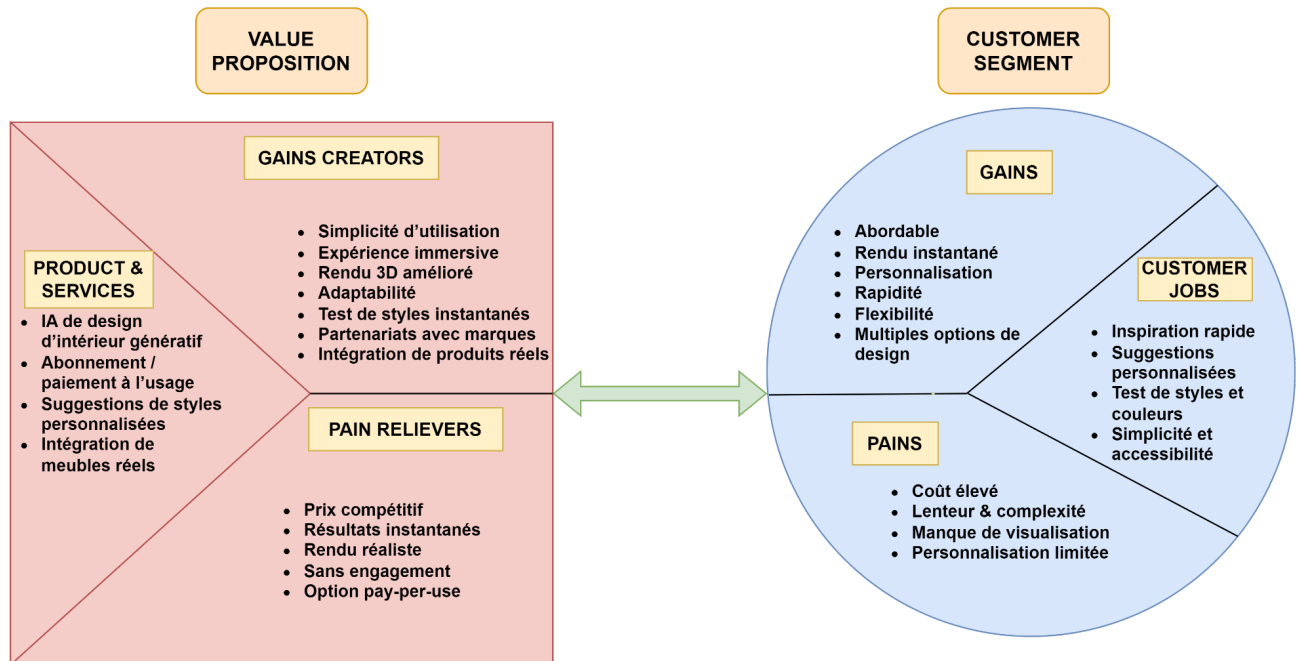 VALUE
PROPOSITION
CUSTOMER
SEGMENT
GAINS CREATORS
• Simplicité d’utilisation
• Expérience immersive
• Rendu 3D amélioré
• Adaptabilité
• Test de styles instantanés
• Partenariats avec marques
• Intégration de produits réels
PRODUCT &
SERVICES
• IA de design
d’intérieur génératif
• Abonnement /
paiement à l’usage
• Suggestions de styles
personnalisées
• Intégration de
meubles réels
PAIN RELIEVERS
• Prix compétitif
• Résultats instantanés
• Rendu réaliste
• Sans engagement
• Option pay-per-use
GAINS
• Abordable
• Rendu instantané
• Personnalisation
• Rapidité
• Flexibilité
• Multiples options de
design
CUSTOMER
JOBS
• Inspiration rapide
• Suggestions
personnalisées
• Test de styles et
couleurs
• Simplicité et
accessibilité
PAINS
• Coût élevé
• Lenteur & complexité
• Manque de visualisation
• Personnalisation limitée